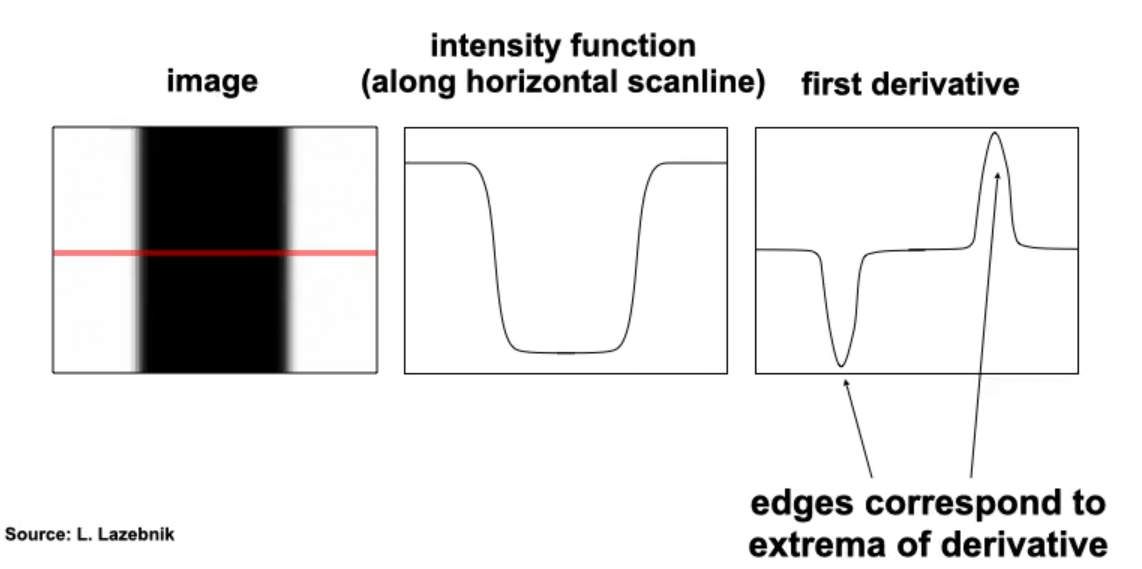 image
intensity function
(along horizontal scanline)
first derivative
edges correspond to
extrema of derivative
Source: L. Lazebnik